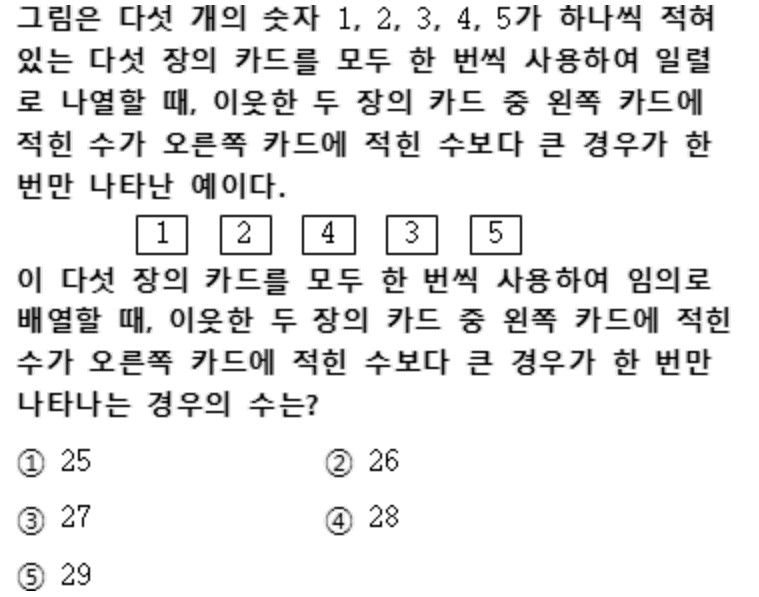 그림은 다섯 개의 숫자 1, 2, 3, 4, 5가 하나씩 적혀
있는 다섯 장의 카드를 모두 한 번씩 사용하여 일렬
로 나열할 때, 이웃한 두 장의 카드 중 왼쪽 카드에
적힌 수가 오른쪽 카드에 적힌 수보다 큰 경우가 한
번만 나타난 예이다.
1 2 4 3 5
이 다섯 장의 카드를 모두 한 번씩 사용하여 임의로
배열할 때, 이웃한 두 장의 카드 중 왼쪽 카드에 적힌
수가 오른쪽 카드에 적힌 수보다 큰 경우가 한 번만
나타나는 경우의 수는?
① 25 ② 26
③ 27 ④ 28
⑤ 29